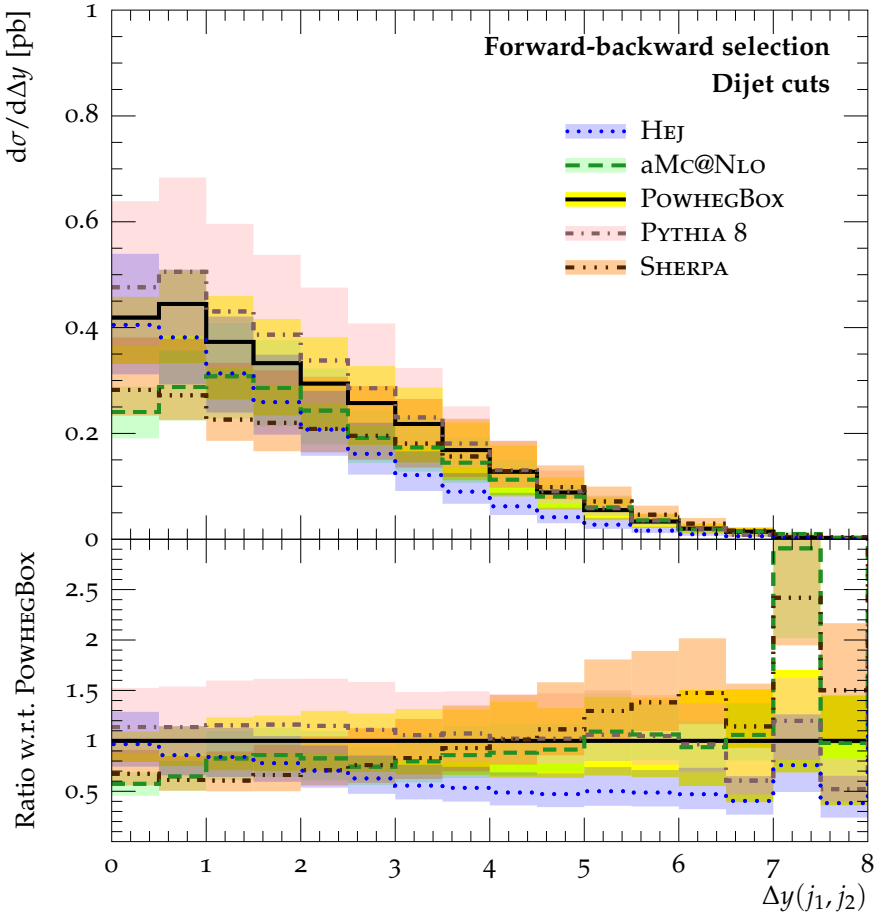 dσ/dΔy [pb]
Forward-backward selection
Dijet cuts
HEJ
aMC@NLO
POWHEGBOX
PYTHIA 8
SHERPA
1
0.8
0.6
0.4
0.2
0
Ratio w.r.t. POWHEGBOX
2.5
2
1.5
1
0.5
0 1 2 3 4 5 6 7 8
Δy(j₁, j₂)